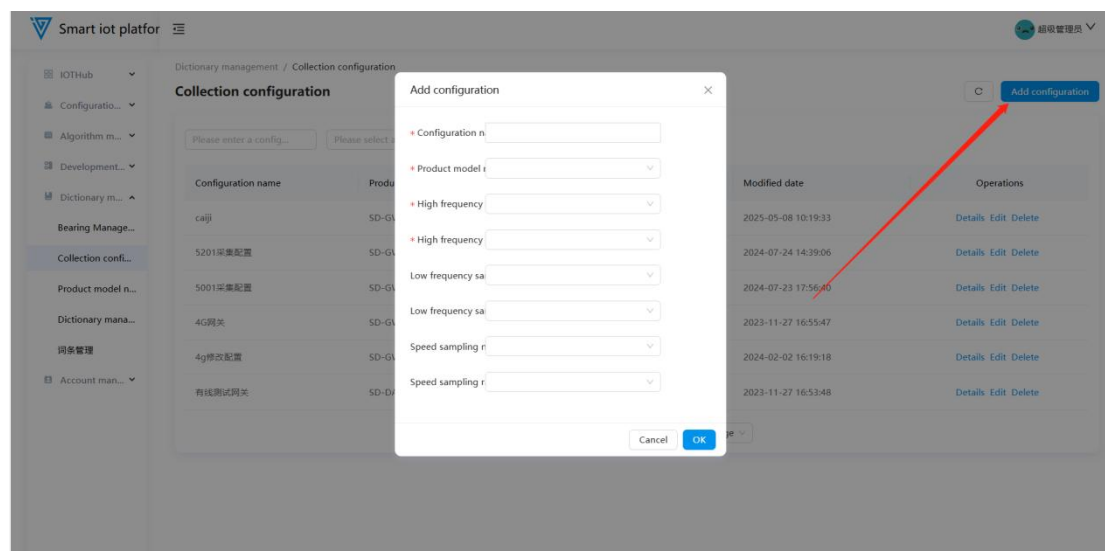 Smart iot platfor
超级管理员
IOTHub
Configuratio...
Algorithm m...
Development...
Dictionary m...
Bearing Manage...
Collection confi...
Product model n...
Dictionary mana...
词条管理
Account man...
Dictionary management / Collection configuration
Collection configuration
Add configuration
Please enter a config...
Please select
Configuration name Produ Modified date Operations
caiji SD-GV 2025-05-08 10:19:33 Details Edit Delete
5201采集配置 SD-GV 2024-07-24 14:39:06 Details Edit Delete
5001采集配置 SD-GV 2024-07-23 17:56:40 Details Edit Delete
4G网关 SD-GV 2023-11-27 16:55:47 Details Edit Delete
4g修改配置 SD-GV 2024-02-02 16:19:18 Details Edit Delete
有线测试网关 SD-DA 2023-11-27 16:53:48 Details Edit Delete
ge
Add configuration
* Configuration n
* Product model
* High frequency
* High frequency
Low frequency sa
Low frequency sa
Speed sampling r
Speed sampling r
Cancel OK